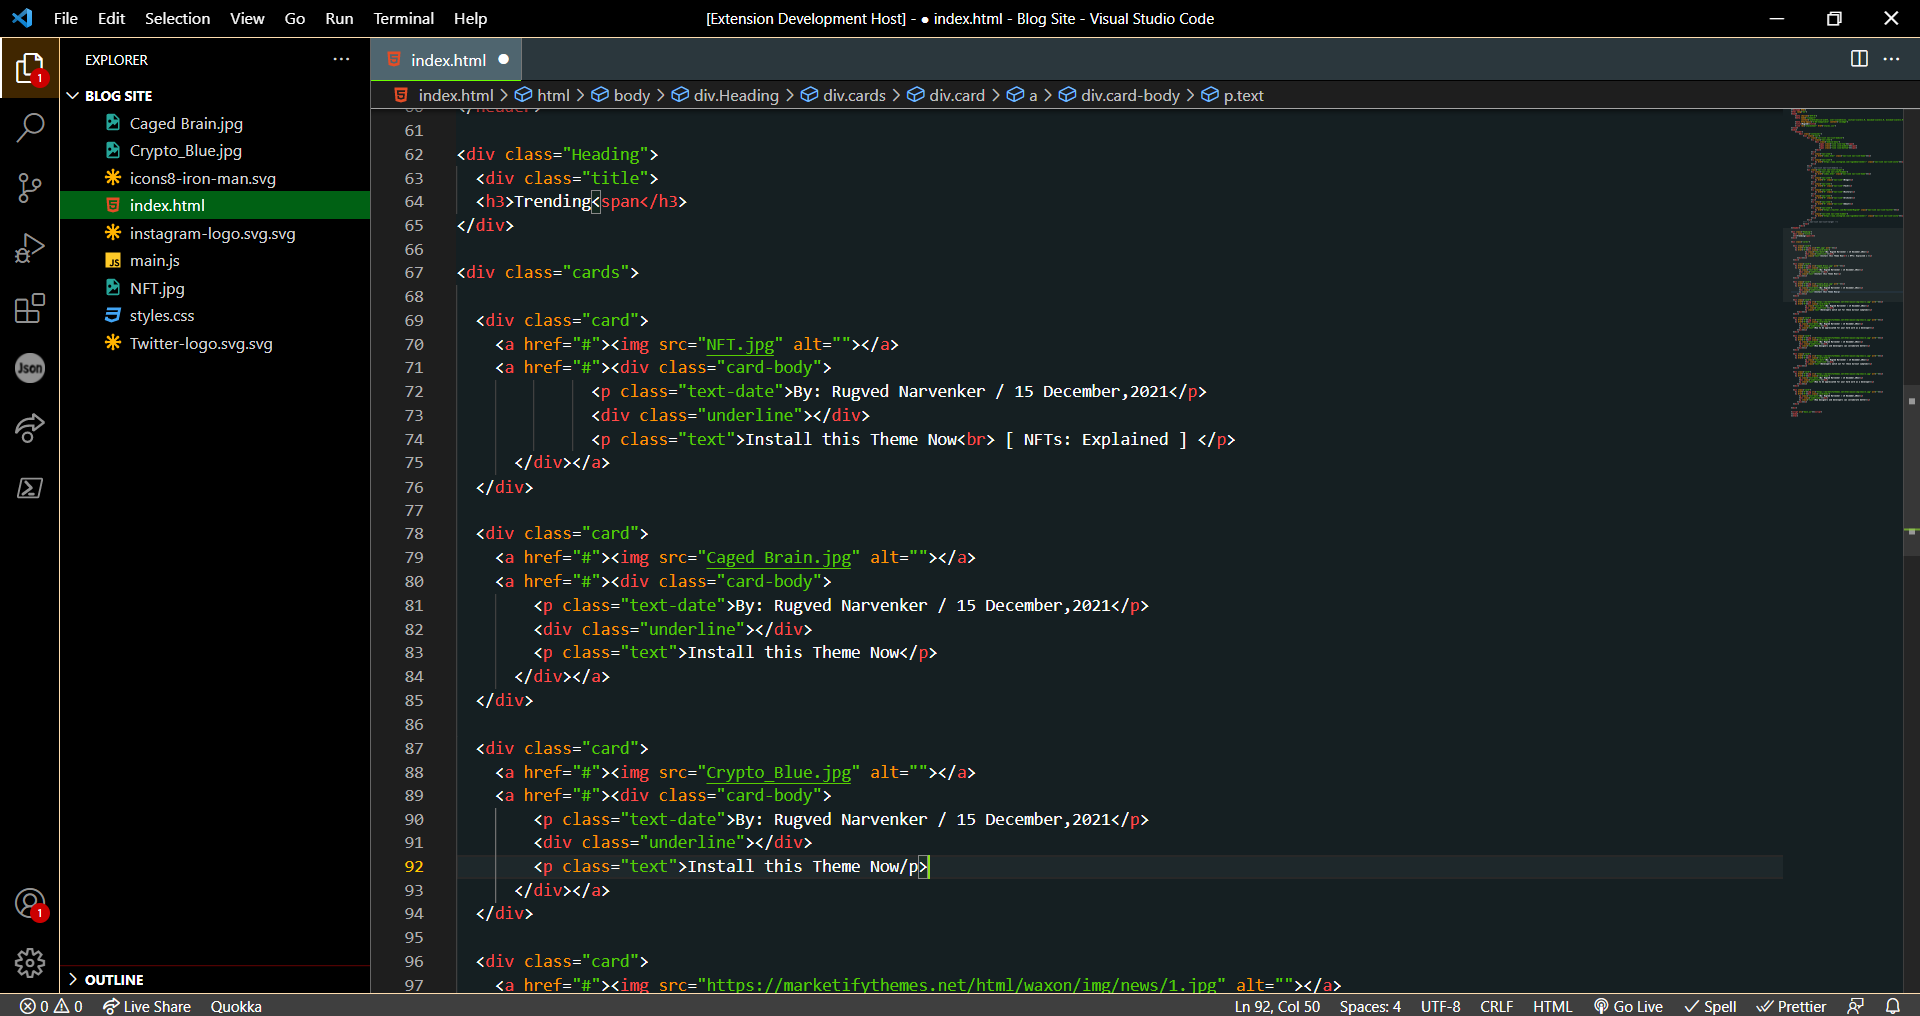 File Edit Selection View Go Run Terminal Help
[Extension Development Host] - ● index.html - Blog Site - Visual Studio Code
EXPLORER
BLOG SITE
Caged Brain.jpg
Crypto_Blue.jpg
icons8-iron-man.svg
index.html
instagram-logo.svg.svg
main.js
NFT.jpg
styles.css
Twitter-logo.svg.svg
OUTLINE
1
Json
1
index.html
index.html > html > body > div.Heading > div.cards > div.card > a > div.card-body > p.text
60 </header>
61
62 <div class="Heading">
63 <div class="title">
64 <h3>Trending<span</h3>
65 </div>
66
67 <div class="cards">
68
69 <div class="card">
70 <a href="#"><img src="NFT.jpg" alt=""></a>
71 <a href="#"><div class="card-body">
72 <p class="text-date">By: Rugved Narvenker / 15 December,2021</p>
73 <div class="underline"></div>
74 <p class="text">Install this Theme Now<br> [ NFTs: Explained ] </p>
75 </div></a>
76 </div>
77
78 <div class="card">
79 <a href="#"><img src="Caged Brain.jpg" alt=""></a>
80 <a href="#"><div class="card-body">
81 <p class="text-date">By: Rugved Narvenker / 15 December,2021</p>
82 <div class="underline"></div>
83 <p class="text">Install this Theme Now</p>
84 </div></a>
85 </div>
86
87 <div class="card">
88 <a href="#"><img src="Crypto_Blue.jpg" alt=""></a>
89 <a href="#"><div class="card-body">
90 <p class="text-date">By: Rugved Narvenker / 15 December,2021</p>
91 <div class="underline"></div>
92 <p class="text">Install this Theme Now/p>
93 </div></a>
94 </div>
95
96 <div class="card">
97 <a href="#"><img src="https://marketifythemes.net/html/waxon/img/news/1.jpg" alt=""></a>
0 0 Live Share Quokka
Ln 92, Col 50 Spaces: 4 UTF-8 CRLF HTML Go Live Spell Prettier